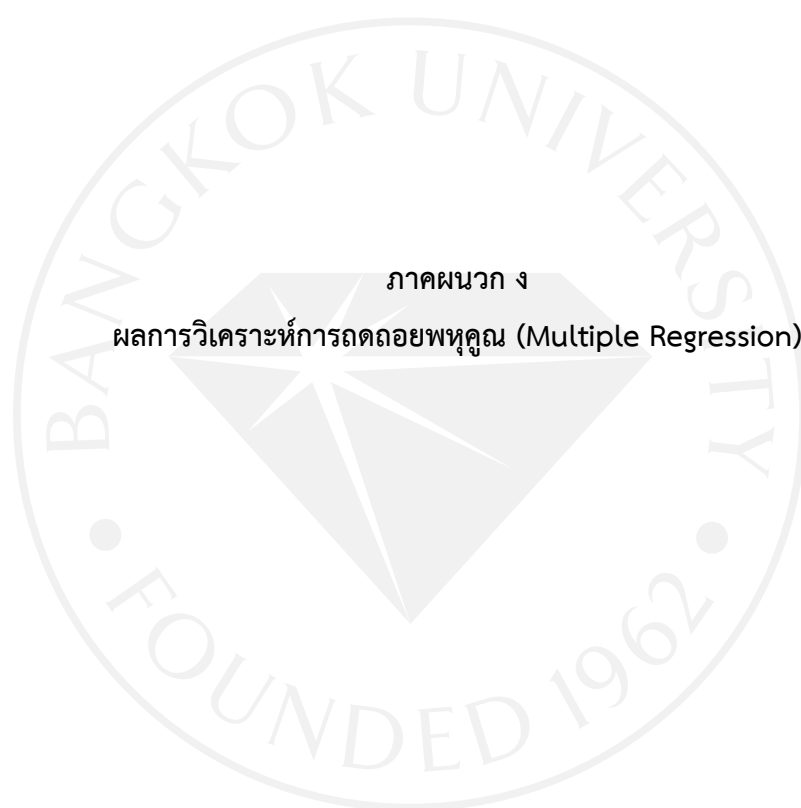 ภาคผนวก ง
ผลการวิเคราะห์การถดถอยพหุคูณ (Multiple Regression)
BANGKOK UNIVERSITY
• FOUNDED 1962 •